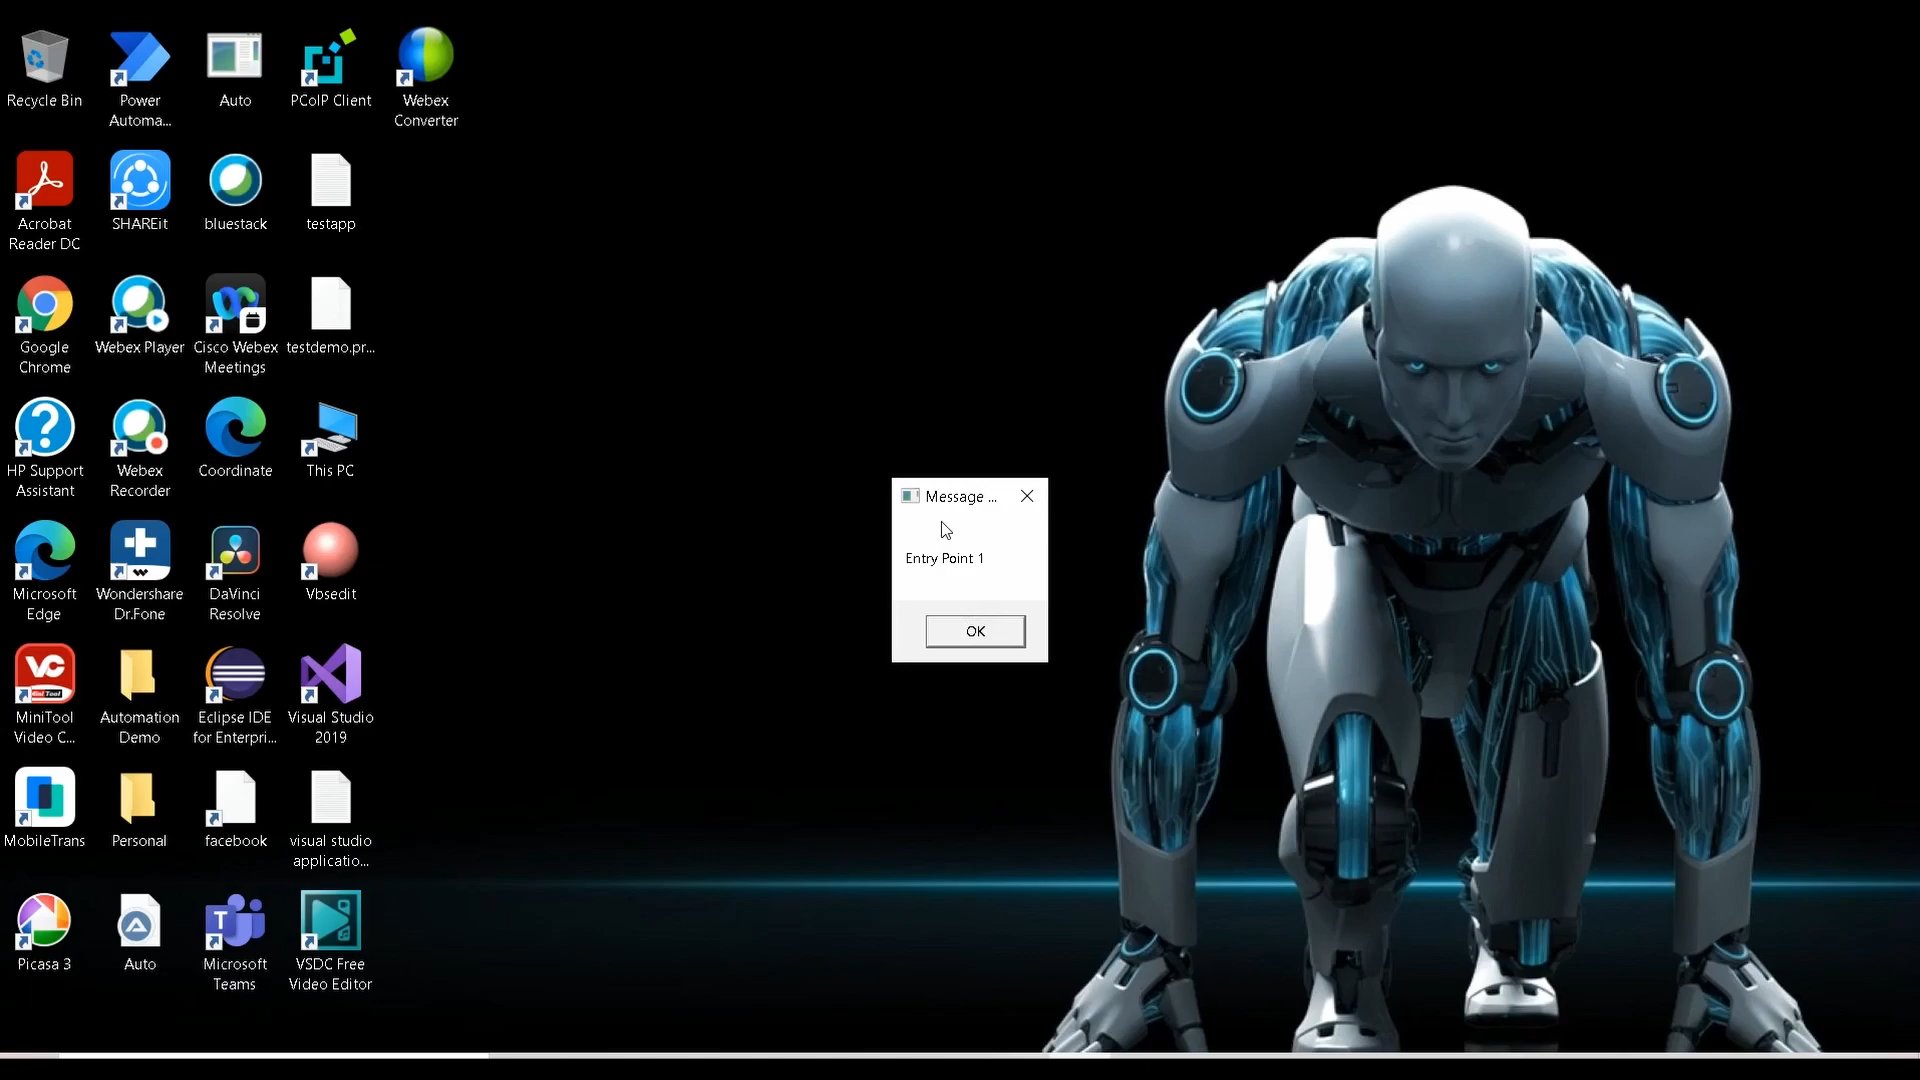 Recycle Bin
Power
Automa...
Auto
PCoIP Client
Webex
Converter
Acrobat
Reader DC
SHAREit
bluestack
testapp
Google
Chrome
Webex Player
Cisco Webex
Meetings
testdemo.pr...
HP Support
Assistant
Webex
Recorder
Coordinate
This PC
Message ...
Entry Point 1
OK
Microsoft
Edge
Wondershare
Dr.Fone
DaVinci
Resolve
Vbsedit
VC
MiniTool
MiniTool
Video C...
Automation
Demo
Eclipse IDE
for Enterpri...
Visual Studio
2019
MobileTrans
Personal
facebook
visual studio
applicatio...
Picasa 3
Auto
T
Microsoft
Teams
VSDC Free
Video Editor